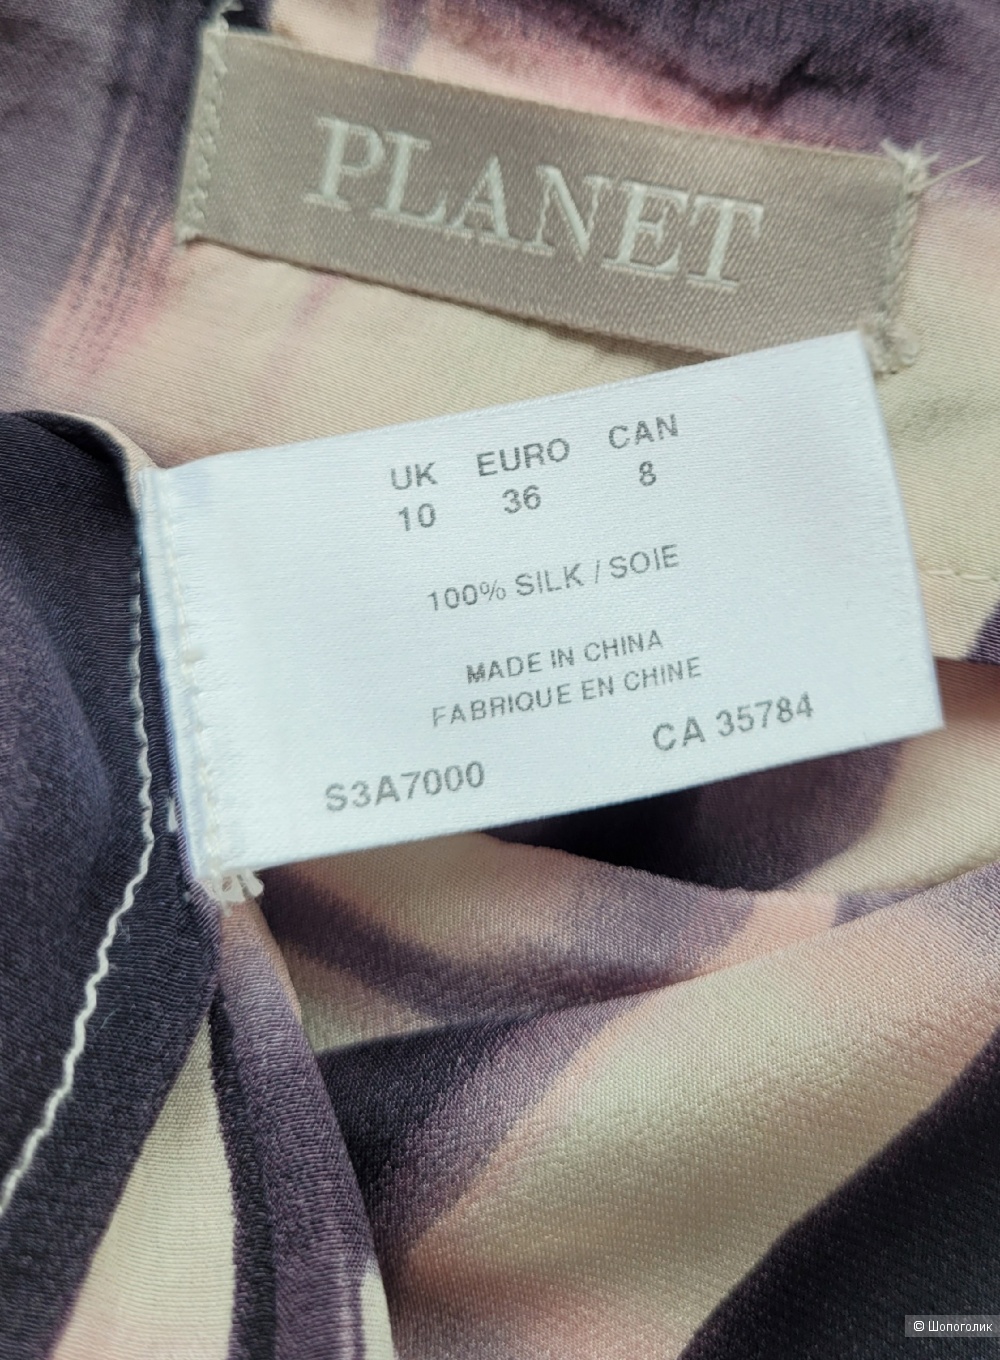 PLANET
UK EURO CAN
10 36 8
100% SILK / SOIE
MADE IN CHINA
FABRIQUE EN CHINE
S3A7000 CA 35784
© Шопоголик